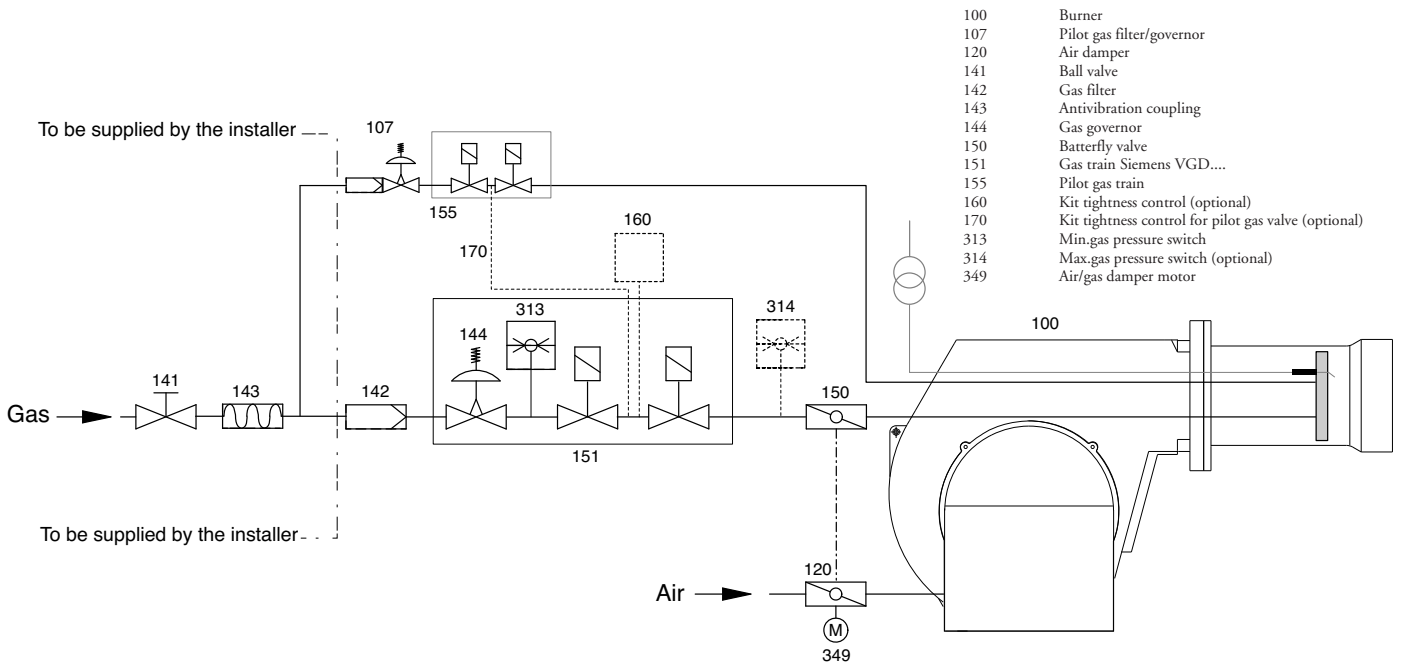 100 Burner
107 Pilot gas filter/governor
120 Air damper
141 Ball valve
142 Gas filter
143 Antivibration coupling
144 Gas governor
150 Batterfly valve
151 Gas train Siemens VGD....
155 Pilot gas train
160 Kit tightness control (optional)
170 Kit tightness control for pilot gas valve (optional)
313 Min.gas pressure switch
314 Max.gas pressure switch (optional)
349 Air/gas damper motor
To be supplied by the installer
107
155
160
170
313
314
100
144
141
143
142
150
Gas
151
To be supplied by the installer
120
Air
M
349